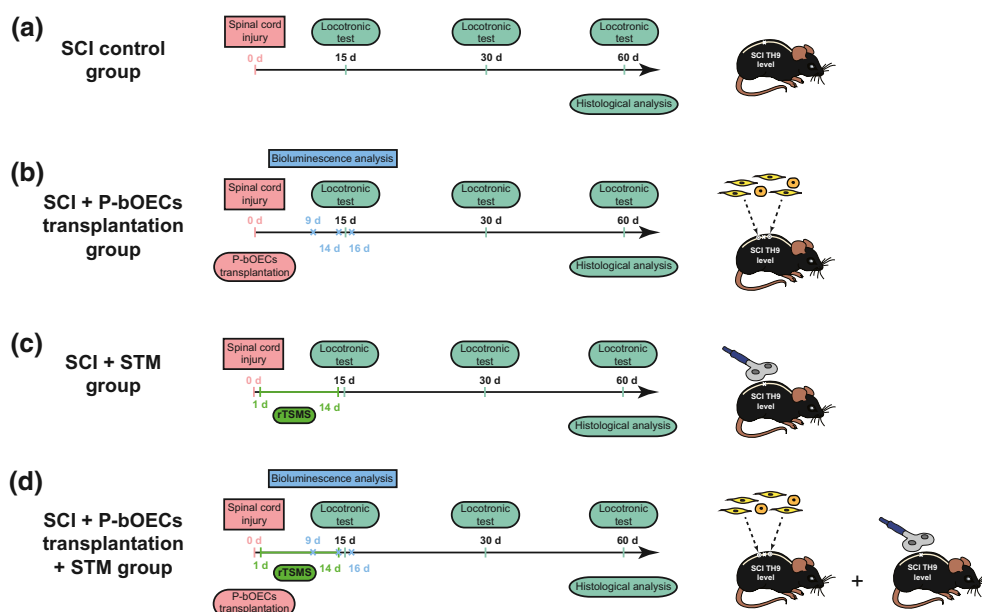 (a)
SCI control
group
Spinal cord
injury
Locotronic
test
Locotronic
test
Locotronic
test
0 d
15 d
30 d
60 d
Histological analysis
SCI TH9
level
(b)
SCI + P-bOECs
transplantation
group
Bioluminescence analysis
Spinal cord
injury
Locotronic
test
Locotronic
test
Locotronic
test
0 d
9 d
15 d
30 d
60 d
14 d
16 d
P-bOECs
transplantation
Histological analysis
SCI TH9
level
(c)
SCI + STM
group
Spinal cord
injury
Locotronic
test
Locotronic
test
Locotronic
test
0 d
15 d
30 d
60 d
1 d
14 d
rTSMS
Histological analysis
SCI TH9
level
(d)
SCI + P-bOECs
transplantation
+ STM group
Bioluminescence analysis
Spinal cord
injury
Locotronic
test
Locotronic
test
Locotronic
test
0 d
9 d
15 d
30 d
60 d
1 d
14 d
16 d
rTSMS
P-bOECs
transplantation
Histological analysis
SCI TH9
level
+
SCI TH9
level